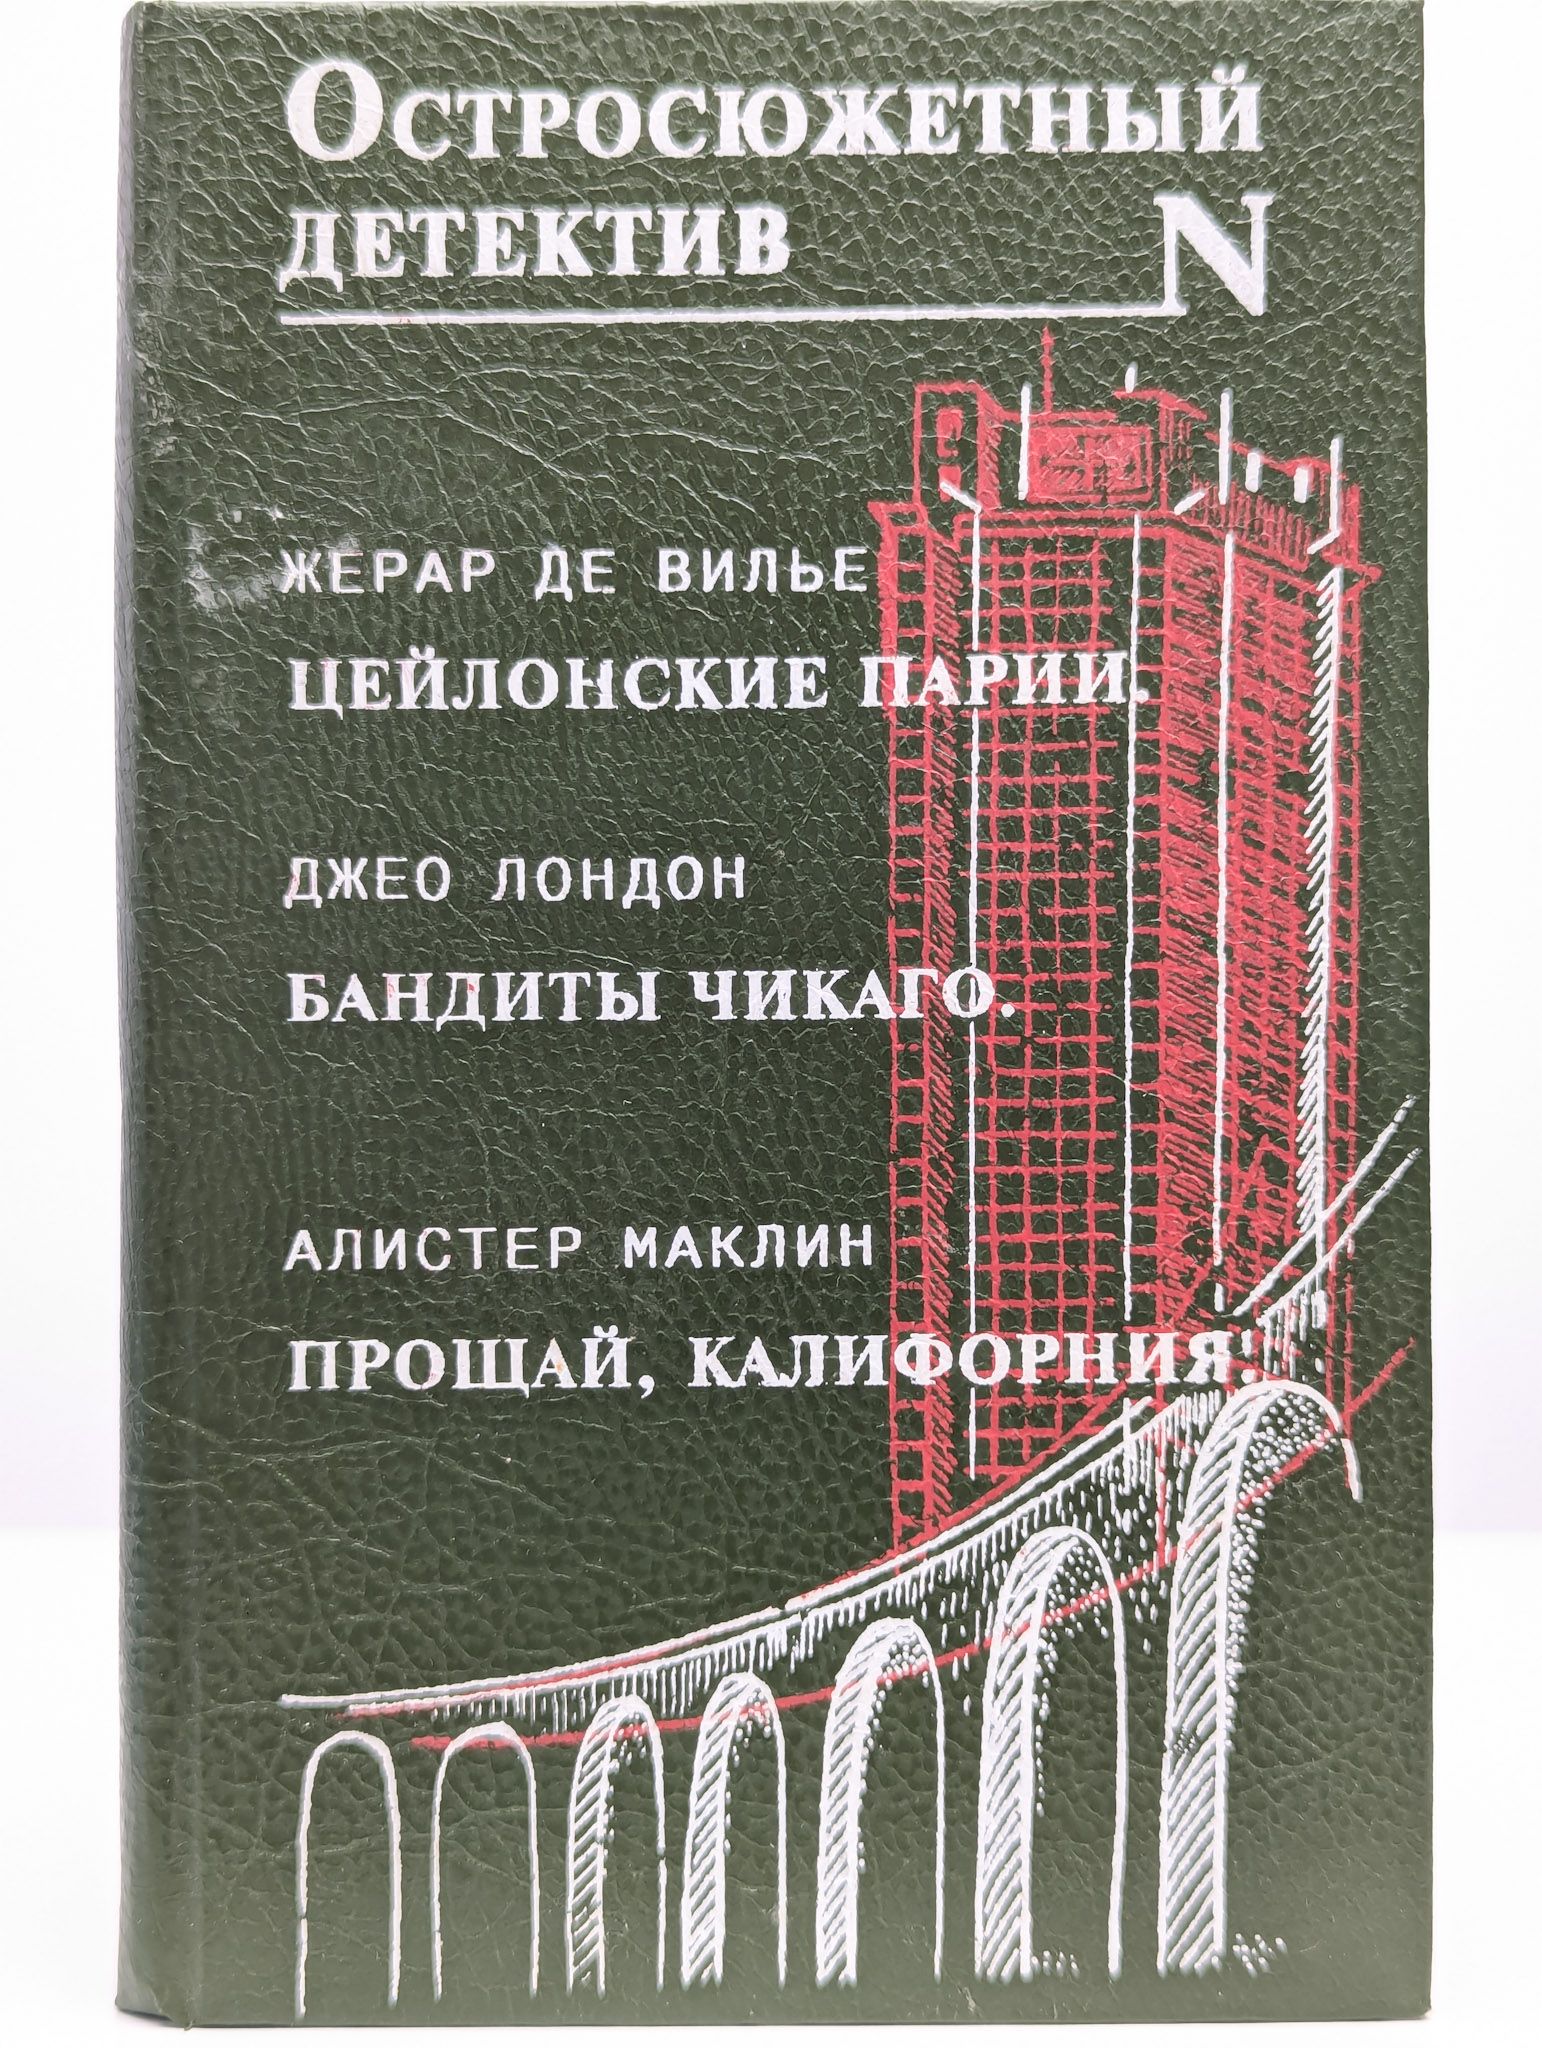 Остросюжетный
детектив N
ЖЕРАР ДЕ ВИЛЬЕ
ЦЕЙЛОНСКИЕ ПАРИИ.
ДЖЕО ЛОНДОН
БАНДИТЫ ЧИКАГО.
АЛИСТЕР МАКЛИН
ПРОЩАЙ, КАЛИФОРНИЯ!